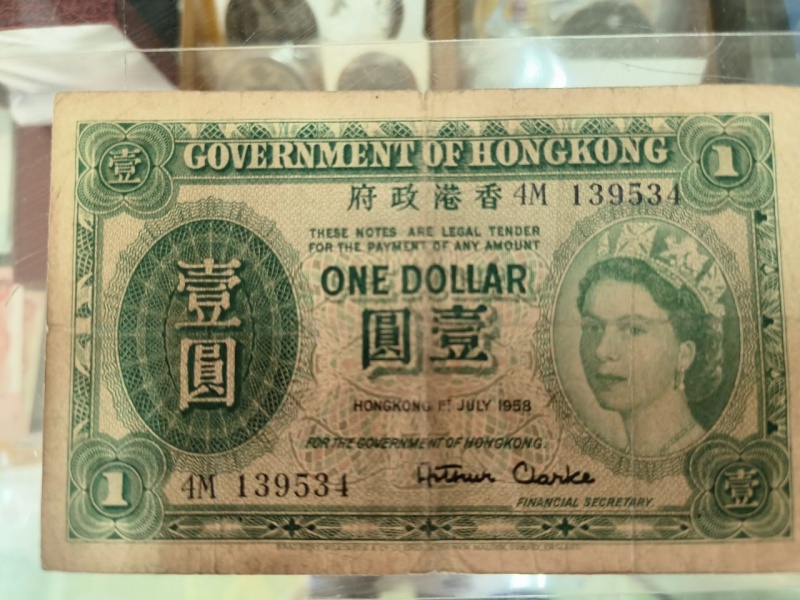 壹
GOVERNMENT OF HONGKONG
1
府政港香
4M 139534
THESE NOTES ARE LEGAL TENDER
FOR THE PAYMENT OF ANY AMOUNT
壹圓
ONE DOLLAR
圓壹
HONGKONG 1ST JULY 1958
FOR THE GOVERNMENT OF HONGKONG.
4M 139534
Arthur Clarke
FINANCIAL SECRETARY
1
壹